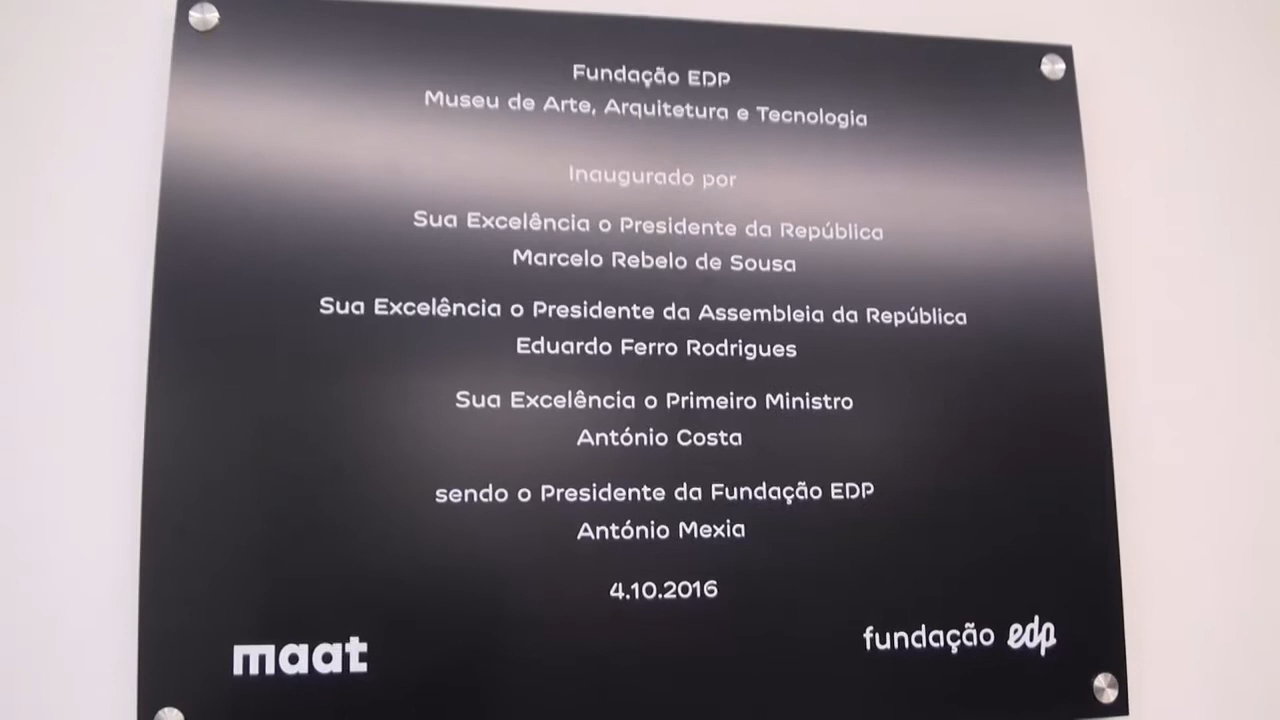 Fundação EDP
Museu de Arte, Arquitetura e Tecnologia
Inaugurado por
Sua Excelência o Presidente da República
Marcelo Rebelo de Sousa
Sua Excelência o Presidente da Assembleia da República
Eduardo Ferro Rodrigues
Sua Excelência o Primeiro Ministro
António Costa
sendo o Presidente da Fundação EDP
António Mexia
4.10.2016
maat
fundação edp